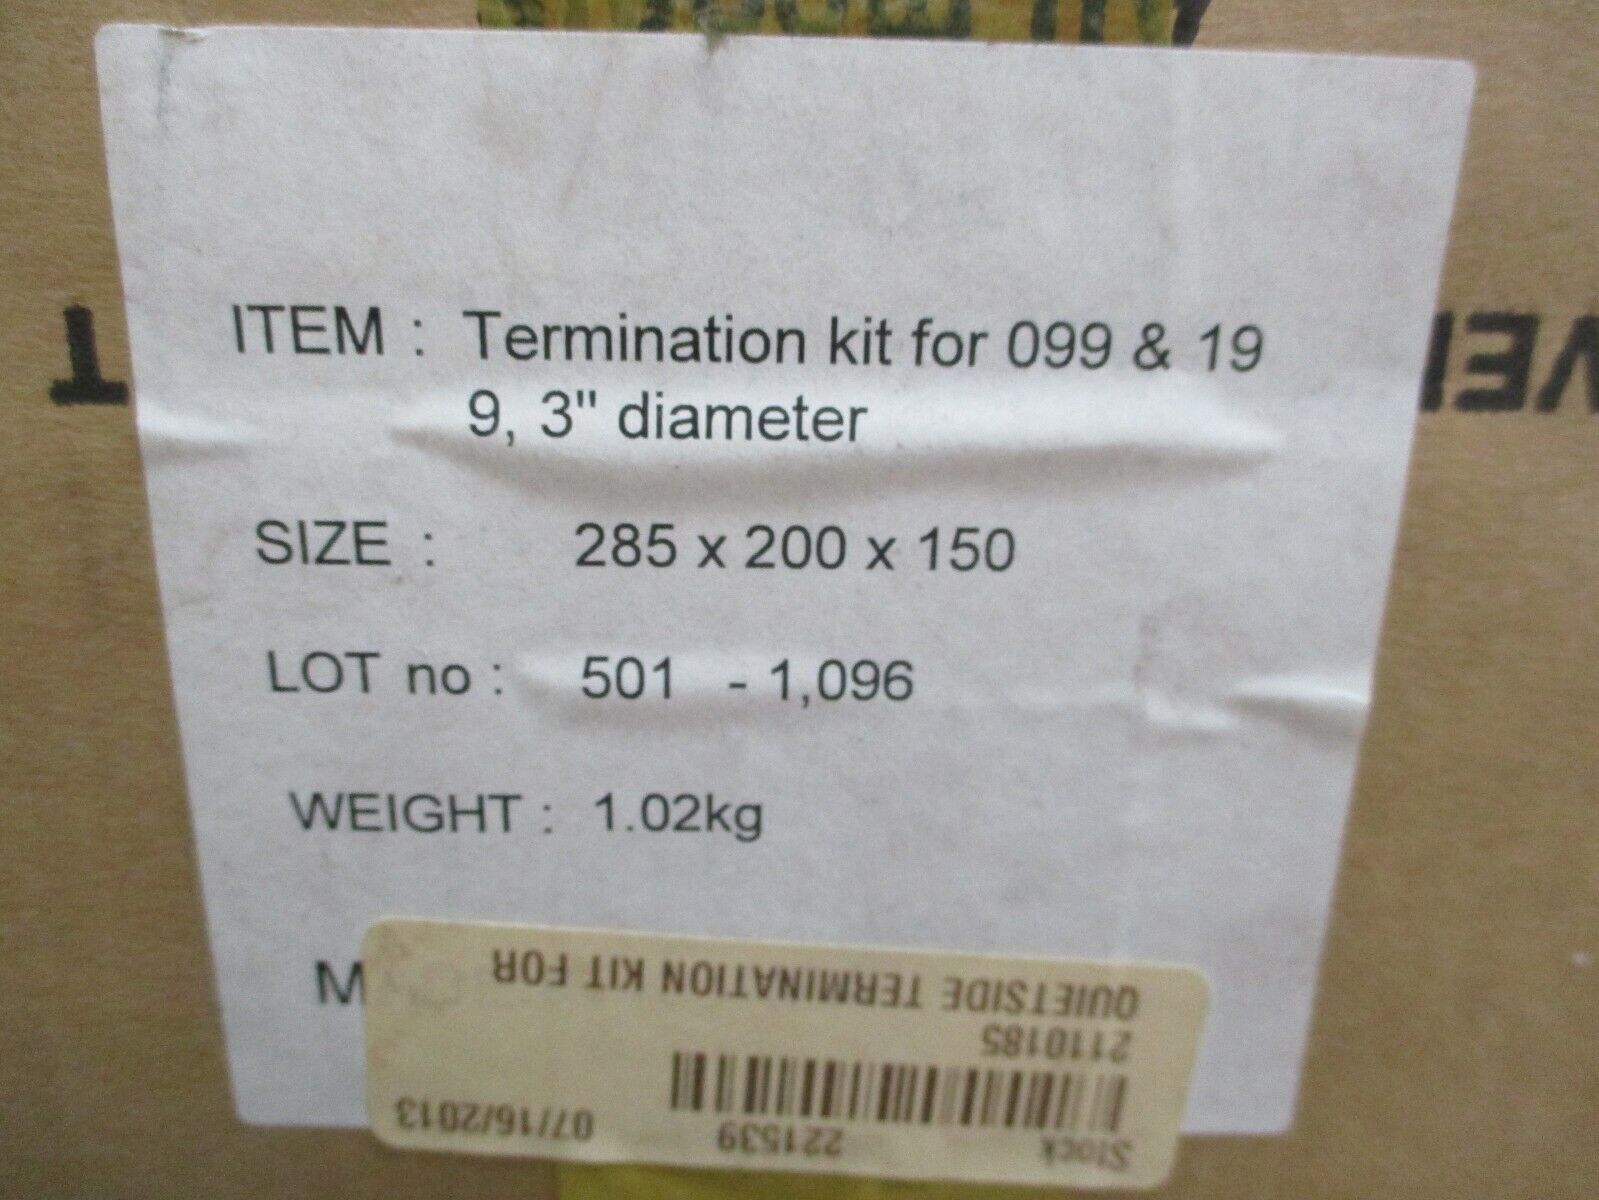 ITEM : Termination kit for 099 & 19
9, 3" diameter
SIZE : 285 x 200 x 150
LOT no : 501 - 1,096
WEIGHT : 1.02kg
M
Stock 221539 07/16/2013
2110185
QUIETSIDE TERMINATION KIT FOR